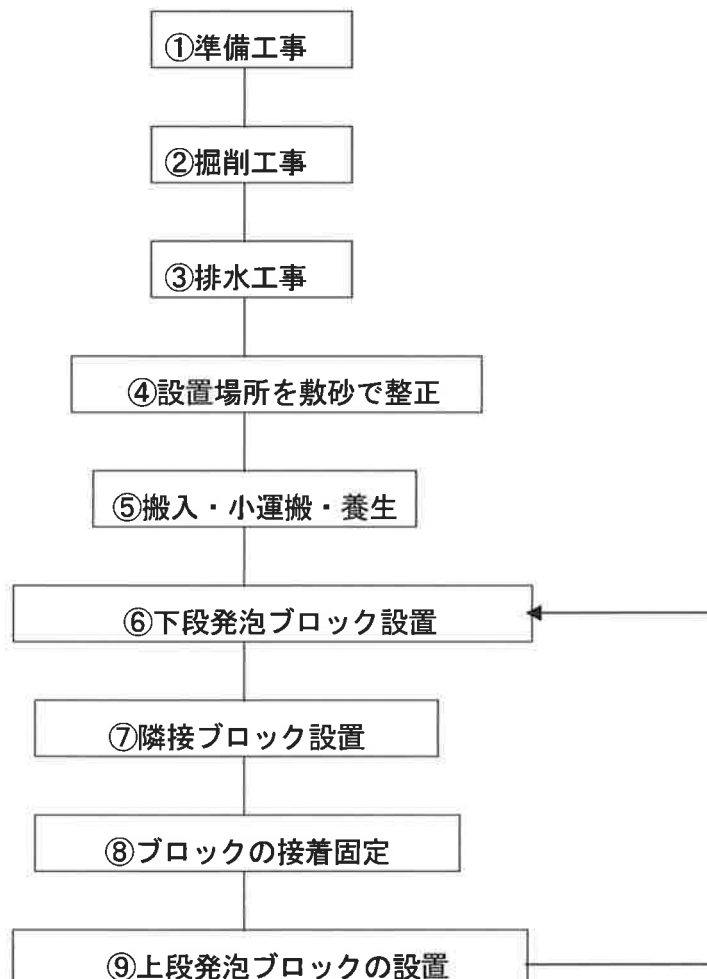 ①準備工事
②掘削工事
③排水工事
④設置場所を敷砂で整正
⑤搬入・小運搬・養生
⑥下段発泡ブロック設置
⑦隣接ブロック設置
⑧ブロックの接着固定
⑨上段発泡ブロックの設置